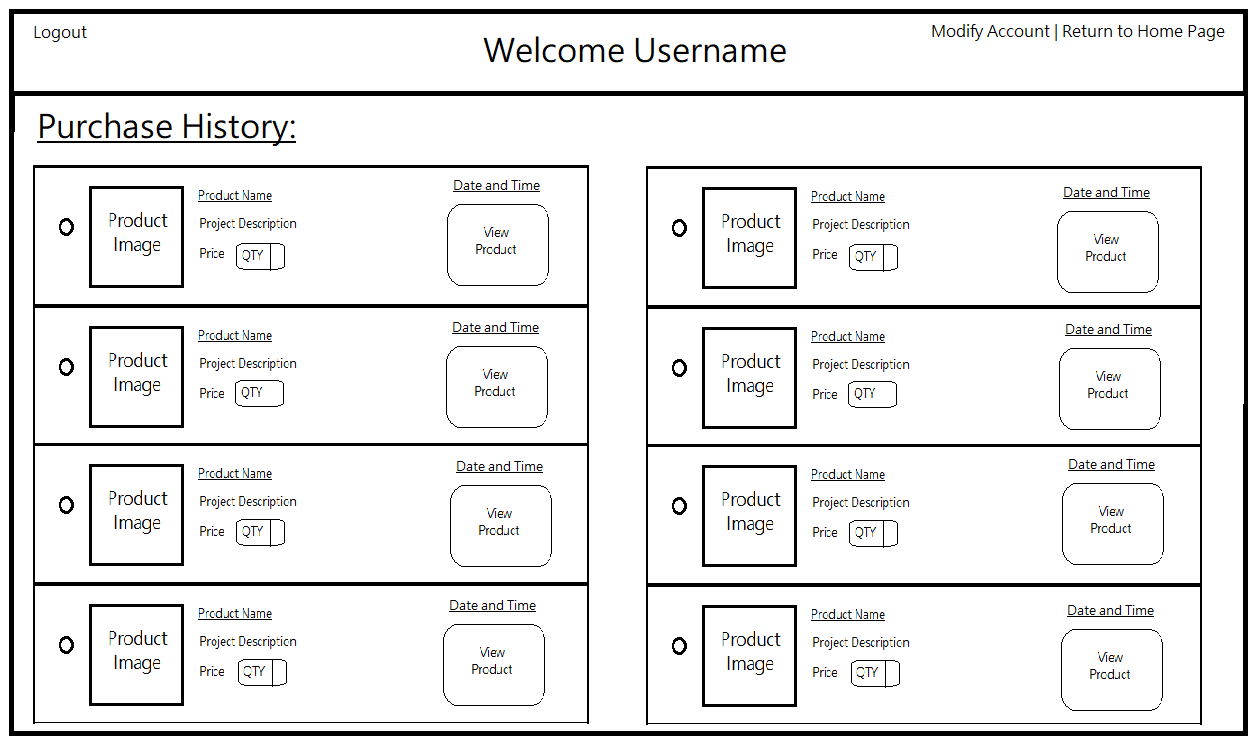 Logout
Welcome Username
Modify Account | Return to Home Page
Purchase History:
Product
Image
Product Name
Project Description
Price QTY
Date and Time
View
Product
Product
Image
Product Name
Project Description
Price QTY
Date and Time
View
Product
Product
Image
Product Name
Project Description
Price QTY
Date and Time
View
Product
Product
Image
Product Name
Project Description
Price QTY
Date and Time
View
Product
Product
Image
Product Name
Project Description
Price QTY
Date and Time
View
Product
Product
Image
Product Name
Project Description
Price QTY
Date and Time
View
Product
Product
Image
Product Name
Project Description
Price QTY
Date and Time
View
Product
Product
Image
Product Name
Project Description
Price QTY
Date and Time
View
Product